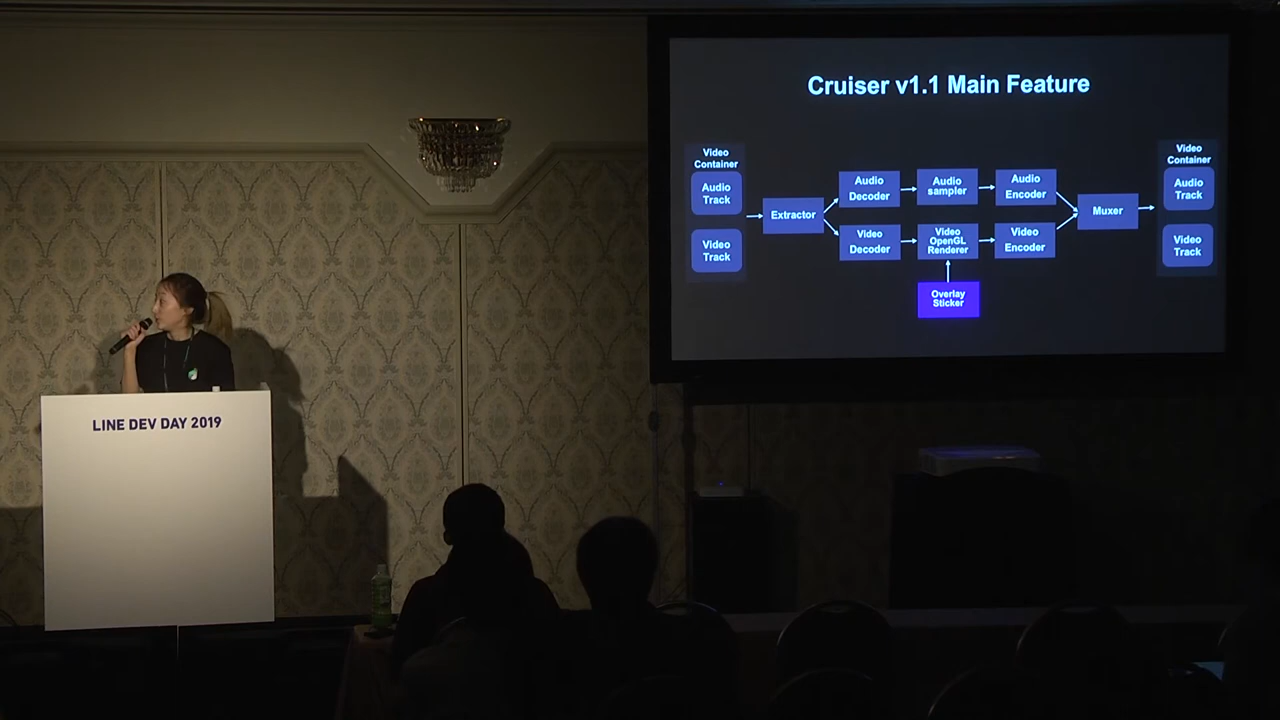 Cruiser v1.1 Main Feature
Video
Container
Audio
Track
Video
Track
Extractor
Audio
Decoder
Audio
sampler
Audio
Encoder
Video
Decoder
Video
OpenGL
Renderer
Video
Encoder
Overlay
Sticker
Muxer
Video
Container
Audio
Track
Video
Track
LINE DEV DAY 2019